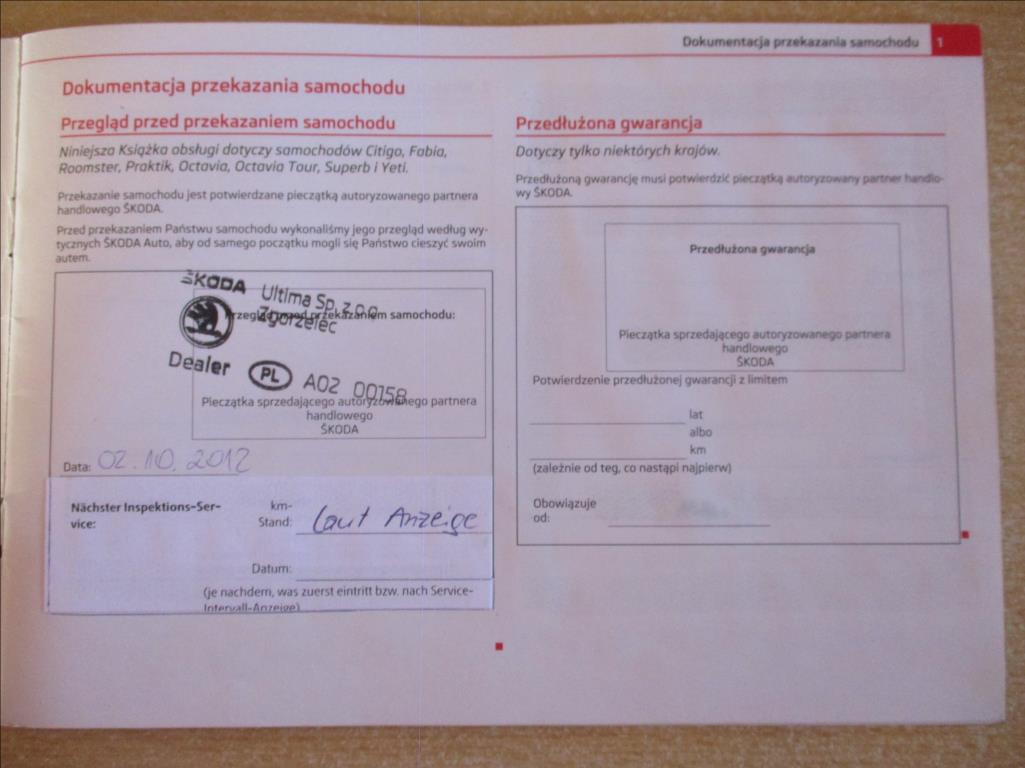 Dokumentacja przekazania samochodu 1
Dokumentacja przekazania samochodu
Przegląd przed przekazaniem samochodu
Niniejsza Książka obsługi dotyczy samochodów Citigo, Fabia,
Roomster, Praktik, Octavia, Octavia Tour, Superb i Yeti.
Przekazanie samochodu jest potwierdzane pieczątką autoryzowanego partnera
handlowego ŠKODA.
Przed przekazaniem Państwu samochodu wykonaliśmy jego przegląd według wy-
tycznych ŠKODA Auto, aby od samego początku mogli się Państwo cieszyć swoim
autem.
ŠKODA
Ultima Sp. z o.o
Zgorzelec
Przegląd przed przekazaniem samochodu:
Dealer PL A02 00158
Pieczątka sprzedającego autoryzowanego partnera
handlowego
ŠKODA
Data: 02.10.2012
Nächster Inspektions-Ser-
vice:
km-
Stand: laut Anzeige
Datum:
(je nachdem, was zuerst eintritt bzw. nach Service-
Intervall-Anzeige)
Przedłużona gwarancja
Dotyczy tylko niektórych krajów.
Przedłużoną gwarancję musi potwierdzić pieczątką autoryzowany partner handlo-
wy ŠKODA.
Przedłużona gwarancja
Pieczątka sprzedającego autoryzowanego partnera
handlowego
ŠKODA
Potwierdzenie przedłużonej gwarancji z limitem
lat
albo
km
(zależnie od teg, co nastąpi najpierw)
Obowiązuje
od: